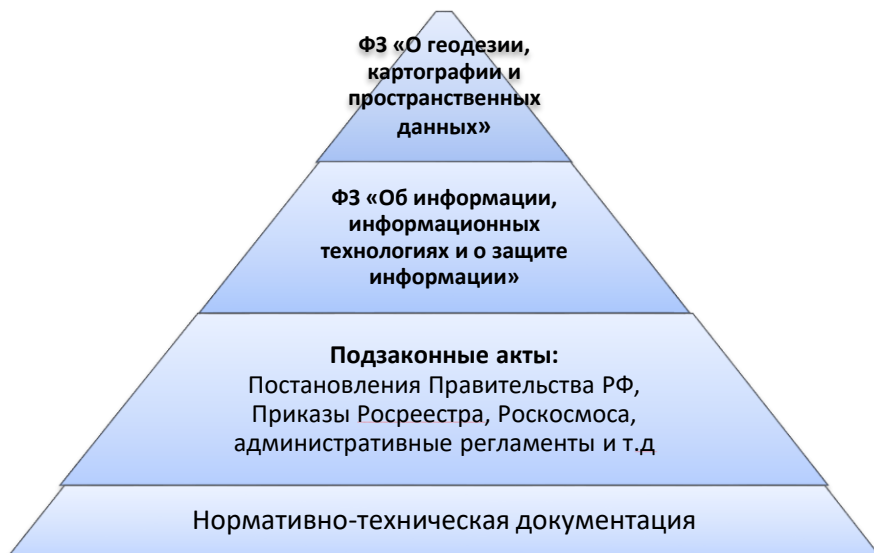 ФЗ «О геодезии,
картографии и
пространственных
данных»
ФЗ «Об информации,
информационных
технологиях и о защите
информации»
Подзаконные акты:
Постановления Правительства РФ,
Приказы Росреестра, Роскосмоса,
административные регламенты и т.д
Нормативно-техническая документация